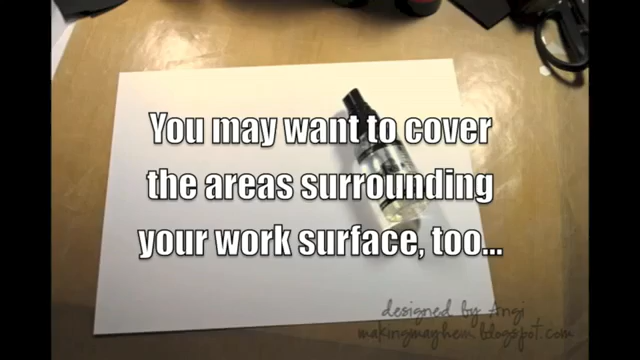 You may want to cover
the areas surrounding
your work surface, too...
designed by Angi
makingmayhem.blogspot.com